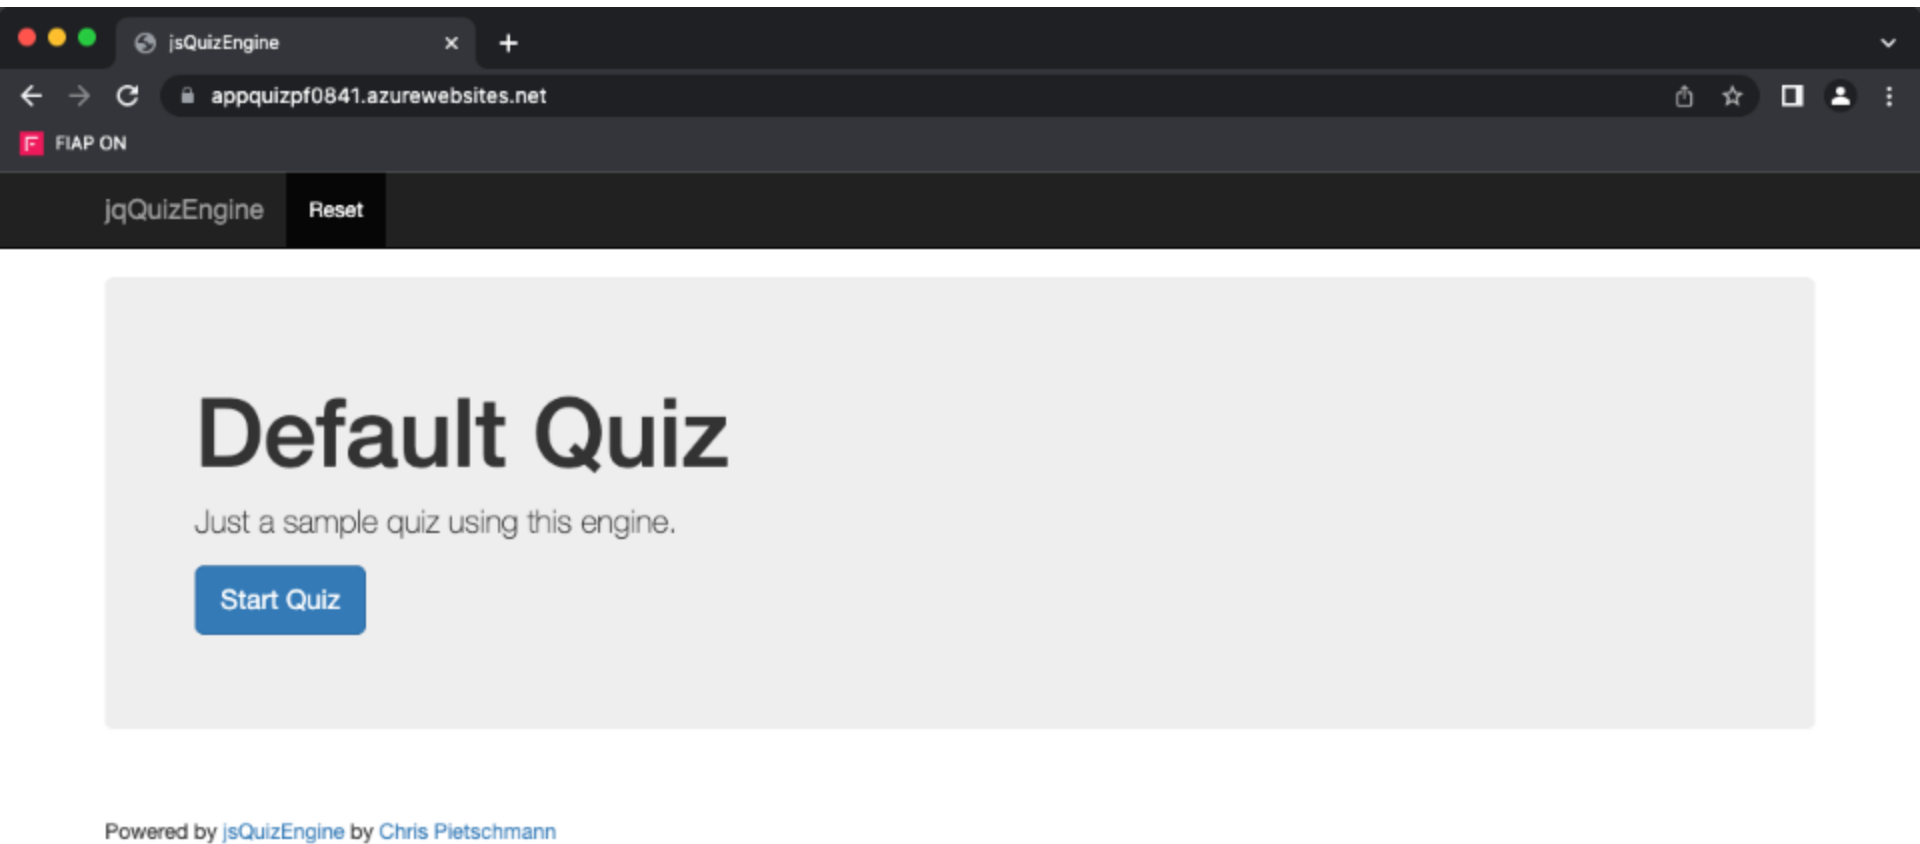 jsQuizEngine
appquizpf0841.azurewebsites.net
F FIAP ON
jqQuizEngine Reset
Default Quiz
Just a sample quiz using this engine.
Start Quiz
Powered by jsQuizEngine by Chris Pietschmann